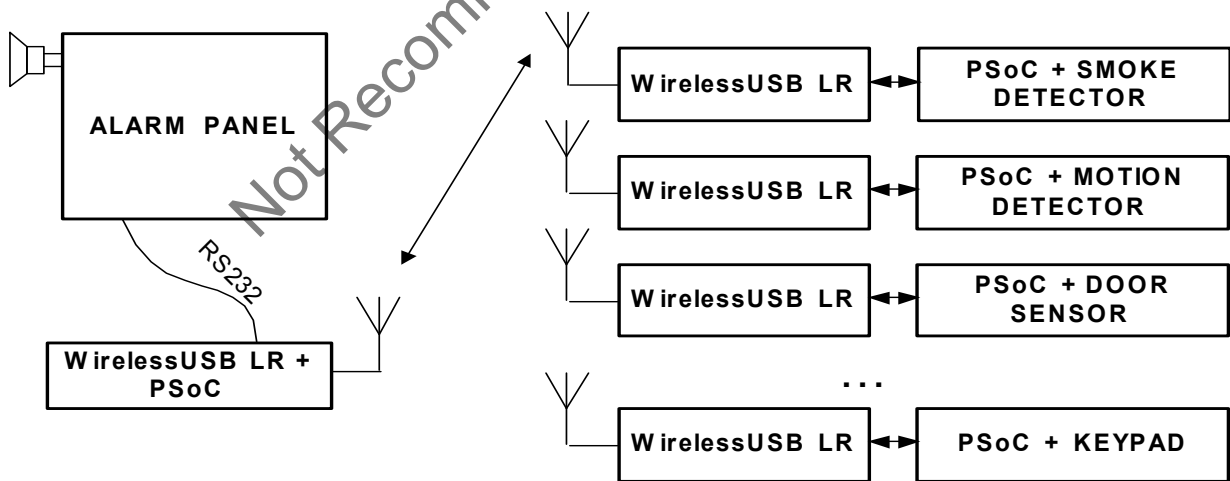 ALARM PANEL
RS232
WirelessUSB LR +
PSoC
WirelessUSB LR
PSoC + SMOKE
DETECTOR
WirelessUSB LR
PSoC + MOTION
DETECTOR
WirelessUSB LR
PSoC + DOOR
SENSOR
...
WirelessUSB LR
PSoC + KEYPAD
Not Recom